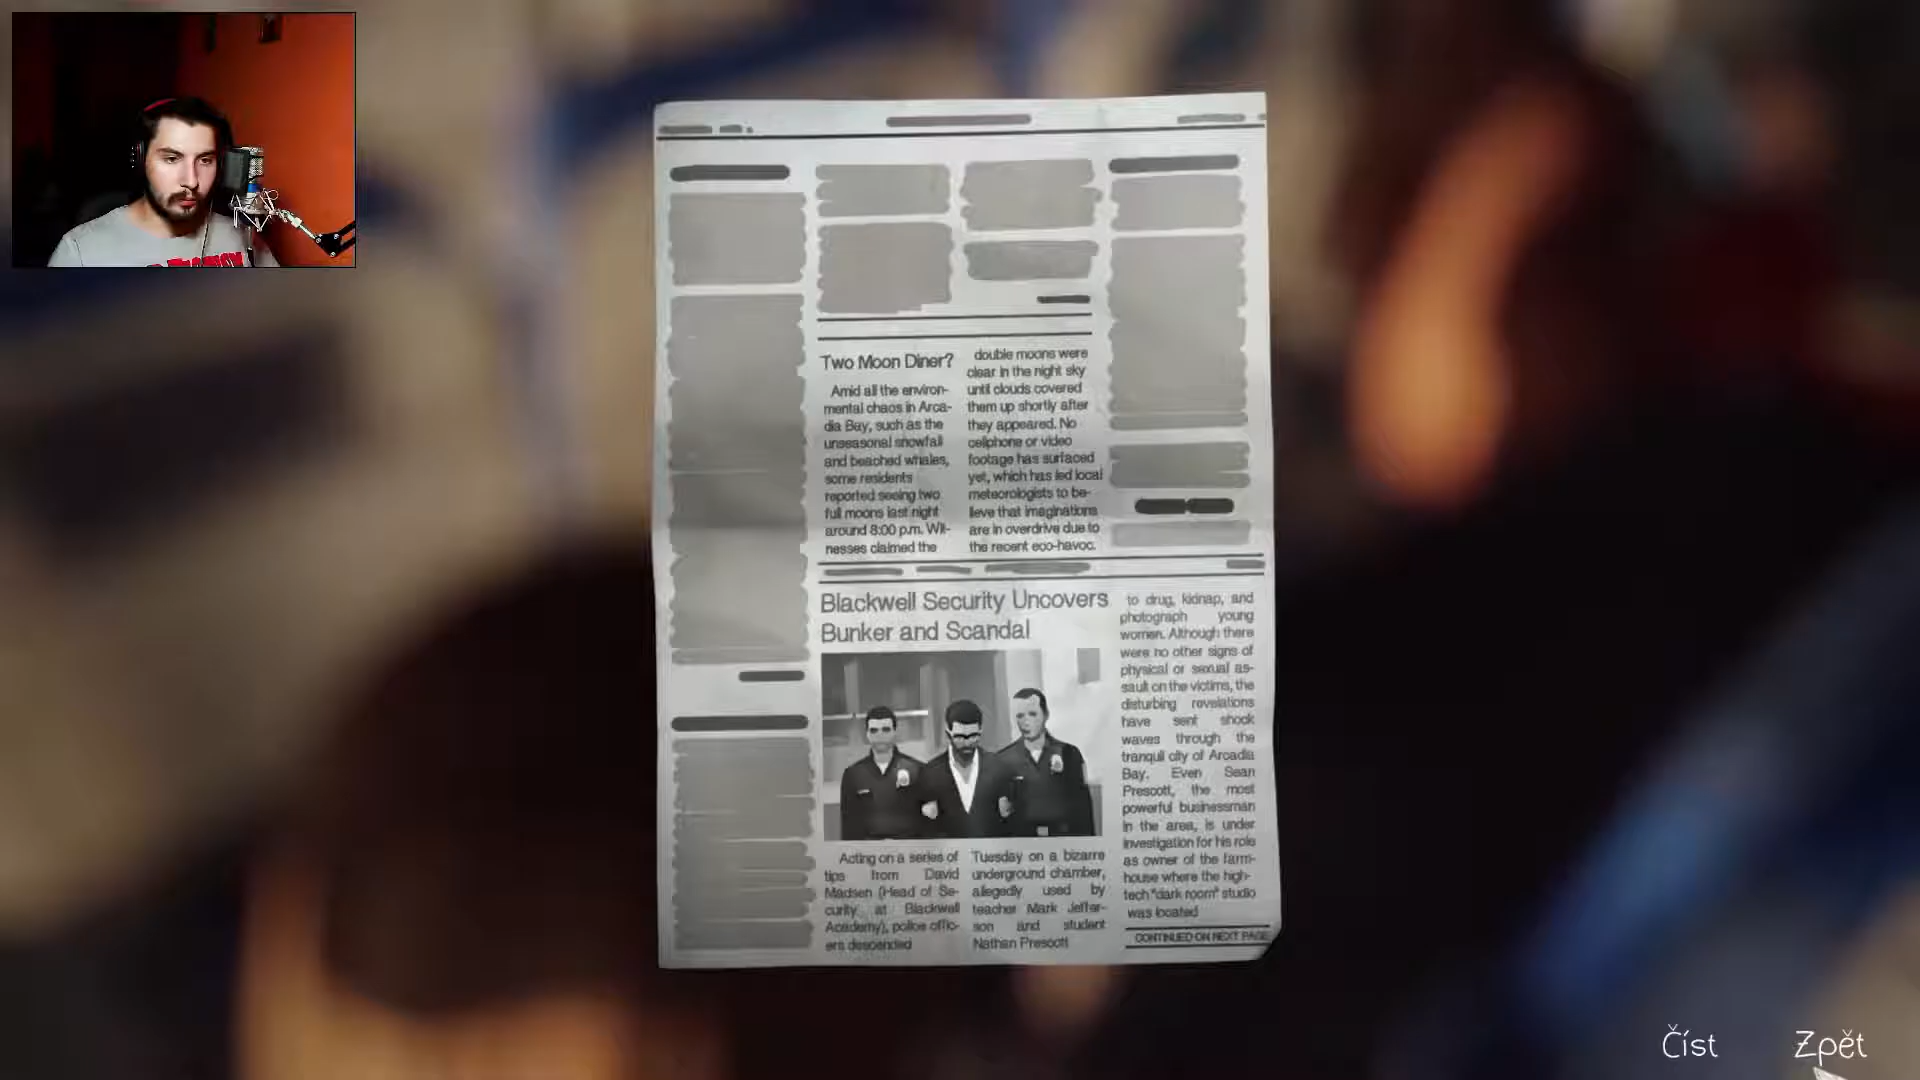 Two Moon Diner?
Amid all the environ-
mental chaos in Arca-
dia Bay, such as the
unseasonal snowfall
and beached whales,
some residents
reported seeing two
full moons last night
around 8:00 p.m. Wit-
nesses claimed the
double moons were
clear in the night sky
until clouds covered
them up shortly after
they appeared. No
cellphone or video
footage has surfaced
yet, which has led local
meteorologists to be-
lieve that imaginations
are in overdrive due to
the recent eco-havoc.
Blackwell Security Uncovers
Bunker and Scandal
Acting on a series of
tips from David
Madsen (Head of Se-
curity at Blackwell
Academy), police offic-
ers descended
Tuesday on a bizarre
underground chamber,
allegedly used by
teacher Mark Jeffer-
son and student
Nathan Prescott
to drug, kidnap, and
photograph young
women. Although there
were no other signs of
physical or sexual as-
sault on the victims, the
disturbing revelations
have sent shock
waves through the
tranquil city of Arcadia
Bay. Even Sean
Prescott, the most
powerful businessman
in the area, is under
investigation for his role
as owner of the farm-
house where the high-
tech "dark room" studio
was located
CONTINUED ON NEXT PAGE
Číst
Zpět